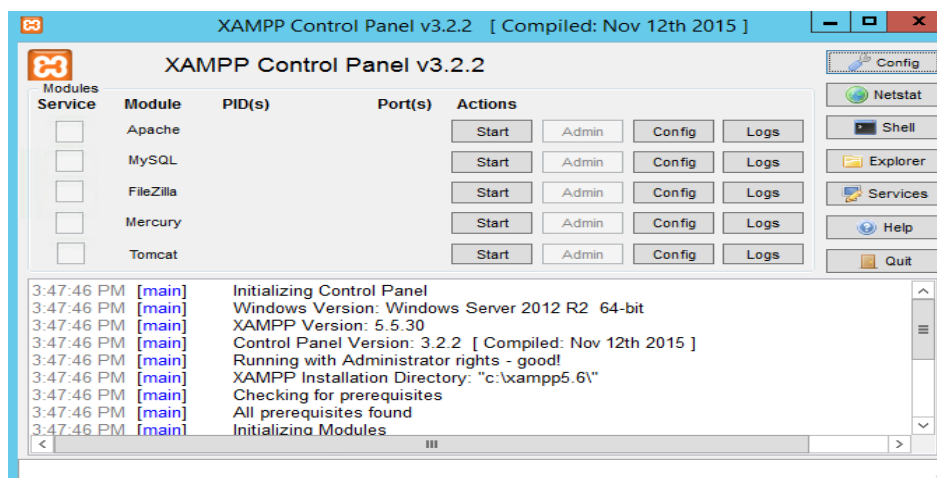 XAMPP Control Panel v3.2.2 [ Compiled: Nov 12th 2015 ]
XAMPP Control Panel v3.2.2
Config
Modules
Service Module PID(s) Port(s) Actions
Netstat
Apache Start Admin Config Logs
Shell
MySQL Start Admin Config Logs
Explorer
FileZilla Start Admin Config Logs
Services
Mercury Start Admin Config Logs
Help
Tomcat Start Admin Config Logs
Quit
3:47:46 PM [main] Initializing Control Panel
3:47:46 PM [main] Windows Version: Windows Server 2012 R2 64-bit
3:47:46 PM [main] XAMPP Version: 5.5.30
3:47:46 PM [main] Control Panel Version: 3.2.2 [ Compiled: Nov 12th 2015 ]
3:47:46 PM [main] Running with Administrator rights - good!
3:47:46 PM [main] XAMPP Installation Directory: "c:\xampp5.6\"
3:47:46 PM [main] Checking for prerequisites
3:47:46 PM [main] All prerequisites found
3:47:46 PM [main] Initializing Modules